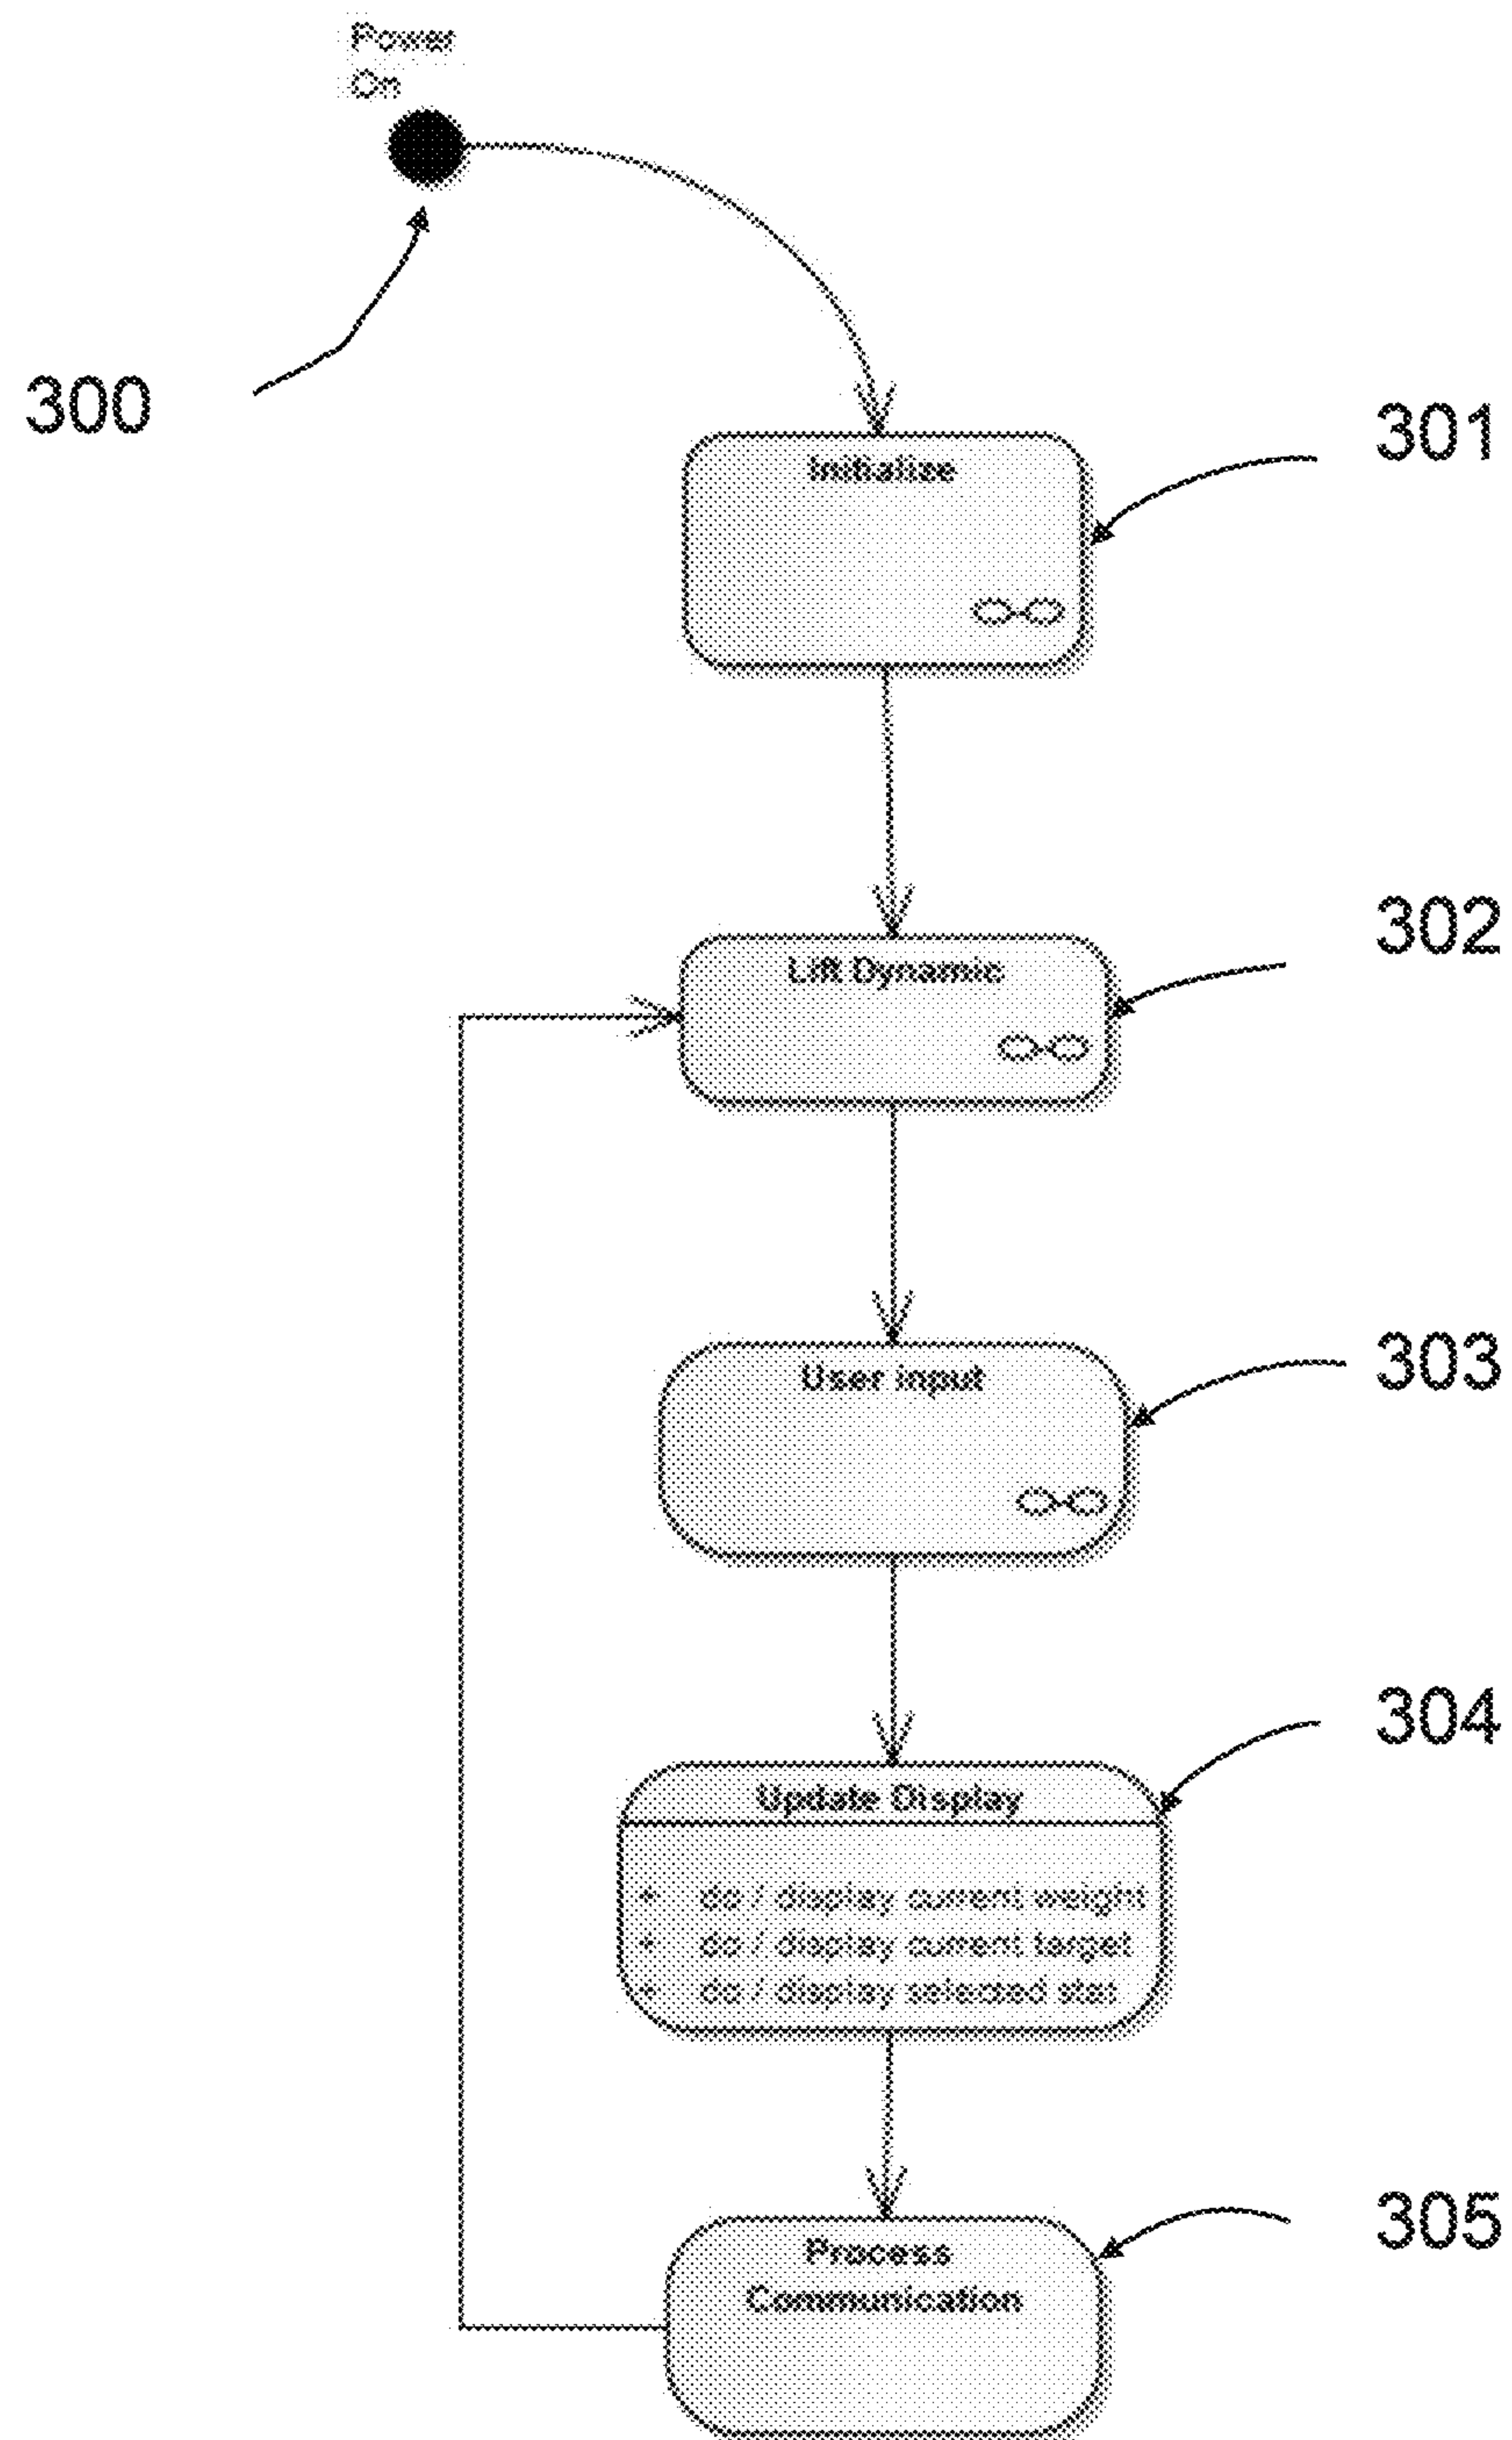 Power
On
300
301
Initialize
302
Lift Dynamic
303
User input
304
Update Display
+ do / display current weight
+ do / display current target
+ do / display selected stat
305
Process
Communication